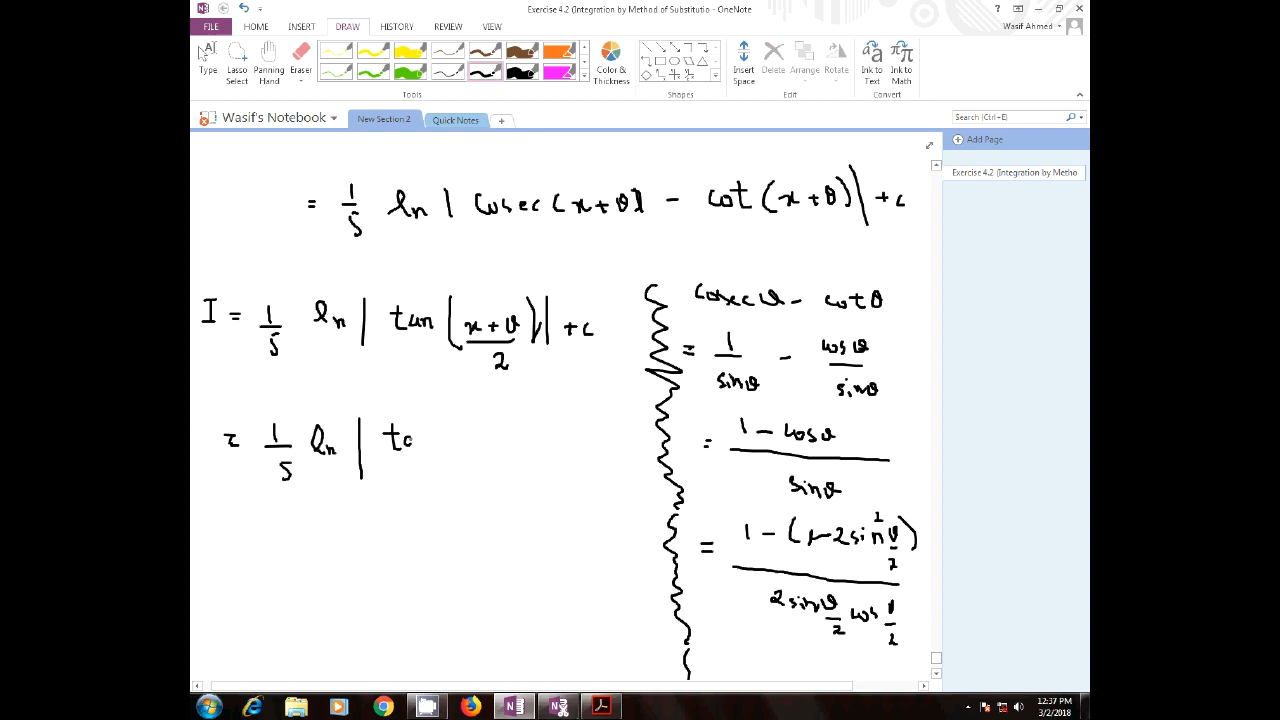 Exercise 4.2 (Integration by Method of Substitutio - OneNote
FILE HOME INSERT DRAW HISTORY REVIEW VIEW
Wasif Ahmed
Type Lasso Select Panning Hand Eraser Color & Thickness Insert Space Delete Arrange Rotate Ink to Text Ink to Math
Tools Shapes Edit Convert
Wasif's Notebook New Section 2 Quick Notes
Search (Ctrl+E)
Add Page
Exercise 4.2 (Integration by Metho
= 1/5 ln | cosec(x+θ) - cot(x+θ)| + c
I = 1/5 ln | tan(x+θ/2)| + c
= 1/5 ln | ta
cosecθ - cotθ
= 1/sinθ - cosθ/sinθ
= 1 - cosθ/sinθ
= 1 - (1-2sin²θ/2)/2sinθ/2 cosθ/2
12:37 PM
3/2/2018